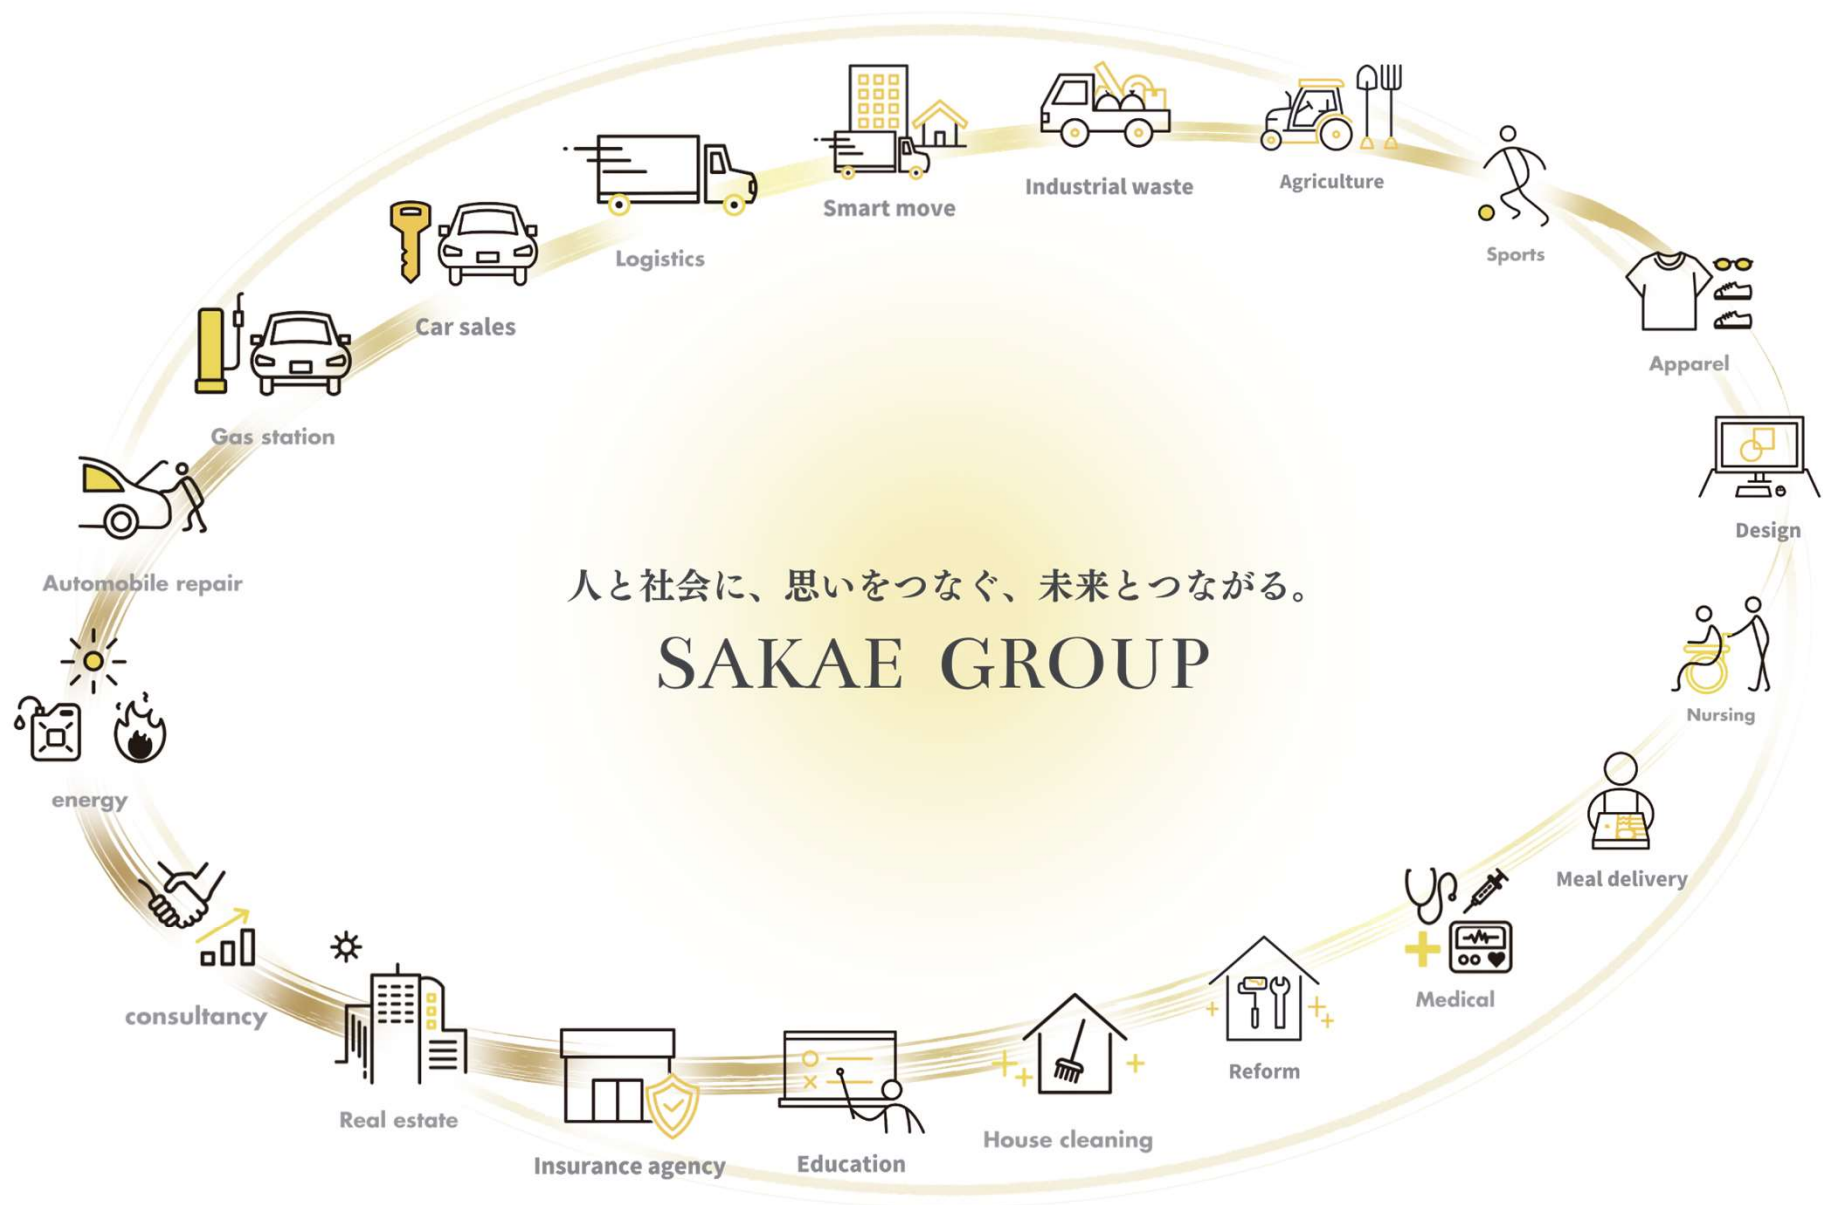 Smart move
Industrial waste
Agriculture
Sports
Logistics
Car sales
Apparel
Gas station
Design
Automobile repair
人と社会に、思いをつなぐ、未来とつながる。
SAKAE GROUP
Nursing
energy
Meal delivery
Medical
consultancy
Reform
Real estate
House cleaning
Insurance agency
Education